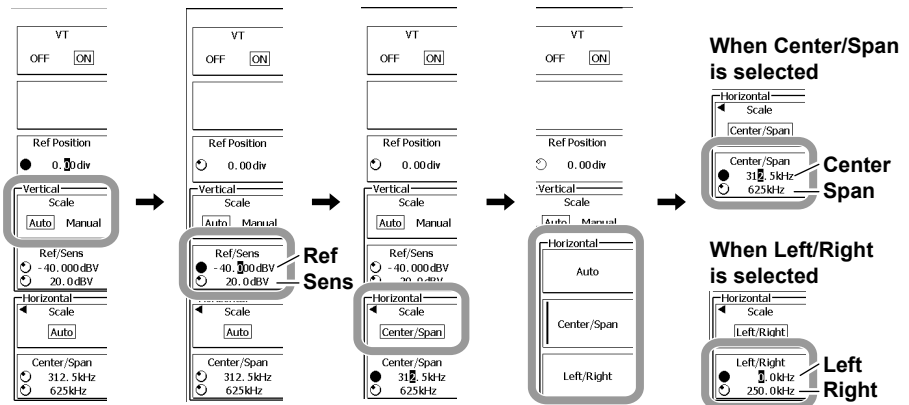 VT
OFF ON
Ref Position
0.00div
Vertical
Scale
Auto Manual
Ref/Sens
-40.000dBV
20.0dBV
Horizontal
Scale
Auto
Center/Span
312.5kHz
625kHz
VT
OFF ON
Ref Position
0.00div
Vertical
Scale
Auto Manual
Ref/Sens
-40.000dBV
20.0dBV
Ref
Sens
Scale
Auto
Center/Span
312.5kHz
625kHz
VT
OFF ON
Ref Position
0.00div
Vertical
Scale
Auto Manual
Ref/Sens
-40.000dBV
20.0dBV
Horizontal
Scale
Center/Span
Center/Span
312.5kHz
625kHz
VT
OFF ON
Ref Position
0.00div
Vertical
Scale
Auto Manual
Horizontal
Auto
Center/Span
Left/Right
When Center/Span
is selected
Horizontal
Scale
Center/Span
Center/Span
312.5kHz
625kHz
Center
Span
When Left/Right
is selected
Horizontal
Scale
Left/Right
Left/Right
0.0kHz
250.0kHz
Left
Right